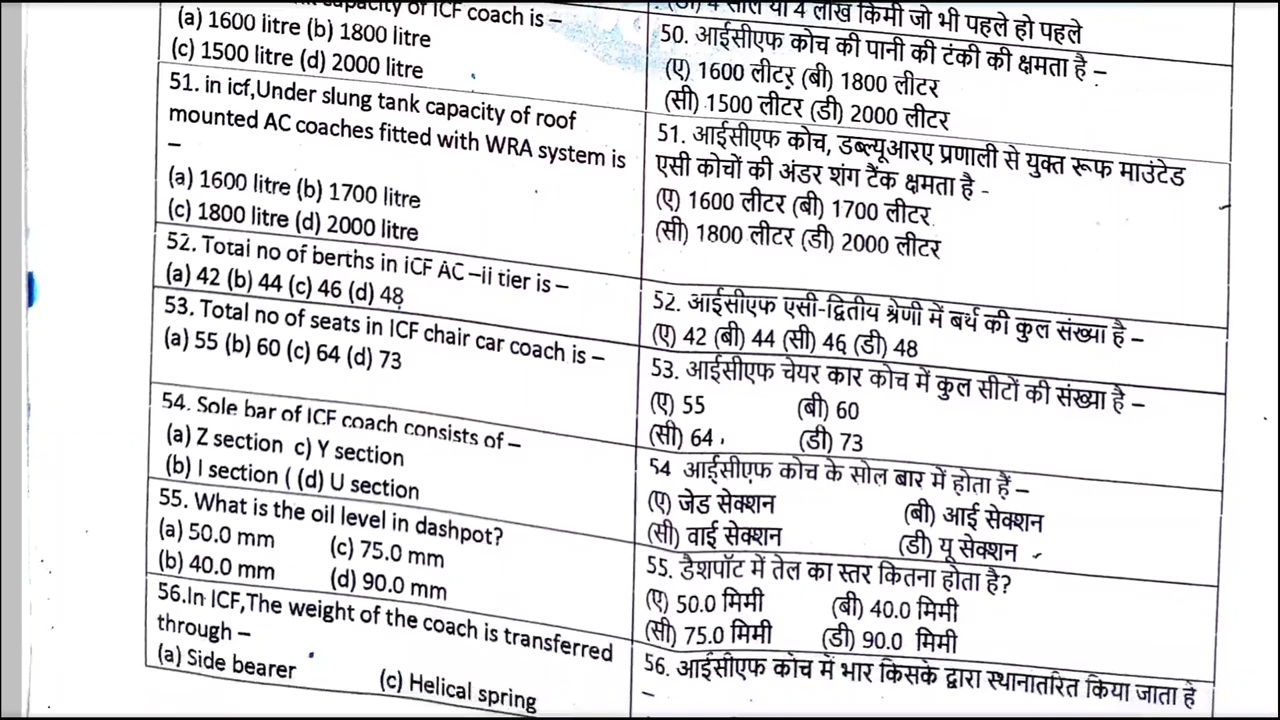 capacity of ICF coach is –
(a) 1600 litre (b) 1800 litre
(c) 1500 litre (d) 2000 litre
51. in icf,Under slung tank capacity of roof
mounted AC coaches fitted with WRA system is
–
(a) 1600 litre (b) 1700 litre
(c) 1800 litre (d) 2000 litre
52. Total no of berths in ICF AC –ii tier is –
(a) 42 (b) 44 (c) 46 (d) 48
53. Total no of seats in ICF chair car coach is –
(a) 55 (b) 60 (c) 64 (d) 73
54. Sole bar of ICF coach consists of –
(a) Z section c) Y section
(b) I section ( (d) U section
55. What is the oil level in dashpot?
(a) 50.0 mm (c) 75.0 mm
(b) 40.0 mm (d) 90.0 mm
56.In ICF,The weight of the coach is transferred
through –
(a) Side bearer (c) Helical spring
(डी) 4 साल या 4 लाख किमी जो भी पहले हो पहले
50. आईसीएफ कोच की पानी की टंकी की क्षमता है –
(ए) 1600 लीटर (बी) 1800 लीटर
(सी) 1500 लीटर (डी) 2000 लीटर
51. आईसीएफ कोच, डब्ल्यूआरए प्रणाली से युक्त रूफ माउंटेड
एसी कोचों की अंडर शंग टैंक क्षमता है -
(ए) 1600 लीटर (बी) 1700 लीटर
(सी) 1800 लीटर (डी) 2000 लीटर
52. आईसीएफ एसी-द्वितीय श्रेणी में बर्थ की कुल संख्या है –
(ए) 42 (बी) 44 (सी) 46 (डी) 48
53. आईसीएफ चेयर कार कोच में कुल सीटों की संख्या है –
(ए) 55 (बी) 60
(सी) 64 (डी) 73
54 आईसीएफ कोच के सोल बार में होता हैं –
(ए) जेड सेक्शन (बी) आई सेक्शन
(सी) वाई सेक्शन (डी) यू सेक्शन
55. डैशपॉट में तेल का स्तर कितना होता है?
(ए) 50.0 मिमी (बी) 40.0 मिमी
(सी) 75.0 मिमी (डी) 90.0 मिमी
56. आईसीएफ कोच में भार किसके द्वारा स्थानातरित किया जाता है
–